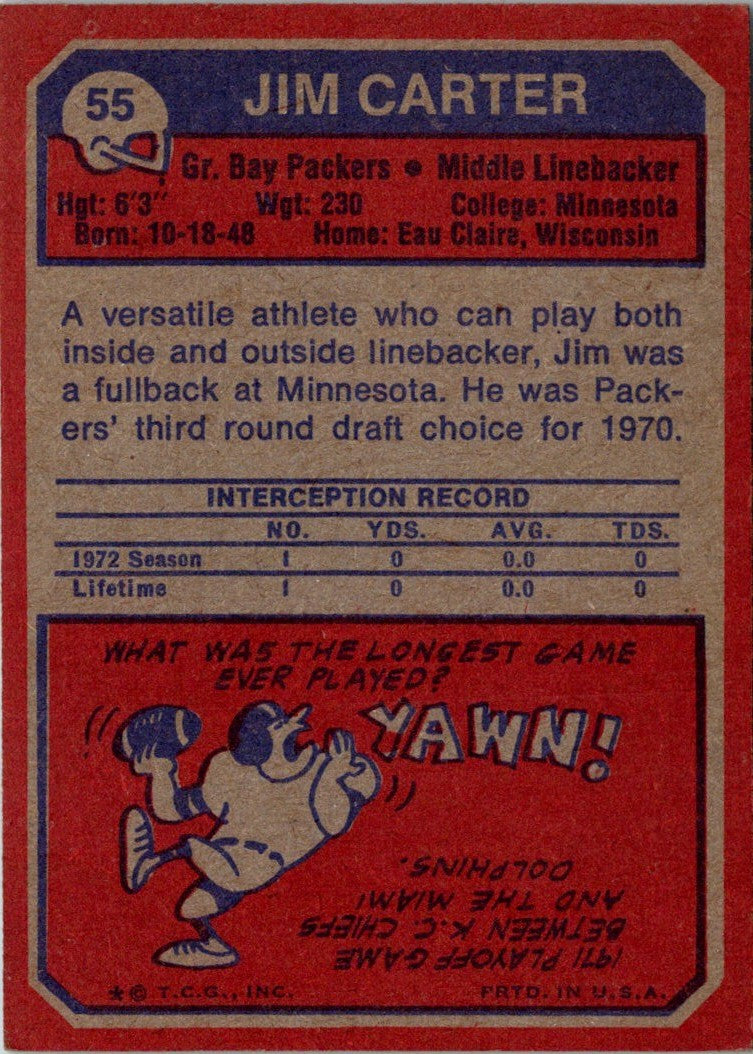 55
JIM CARTER
Gr. Bay Packers • Middle Linebacker
Hgt: 6'3" Wgt: 230 College: Minnesota
Born: 10-18-48 Home: Eau Claire, Wisconsin
A versatile athlete who can play both
inside and outside linebacker, Jim was
a fullback at Minnesota. He was Pack-
ers' third round draft choice for 1970.
INTERCEPTION RECORD
NO. YDS. AVG. TDS.
1972 Season 1 0 0.0 0
Lifetime 1 0 0.0 0
WHAT WAS THE LONGEST GAME
EVER PLAYED?
YAWN!
1971 PLAYOFF GAME
BETWEEN K.C. CHIEFS
AND THE MIAMI
DOLPHINS.
* © T.C.G., INC. PRTD. IN U.S.A.